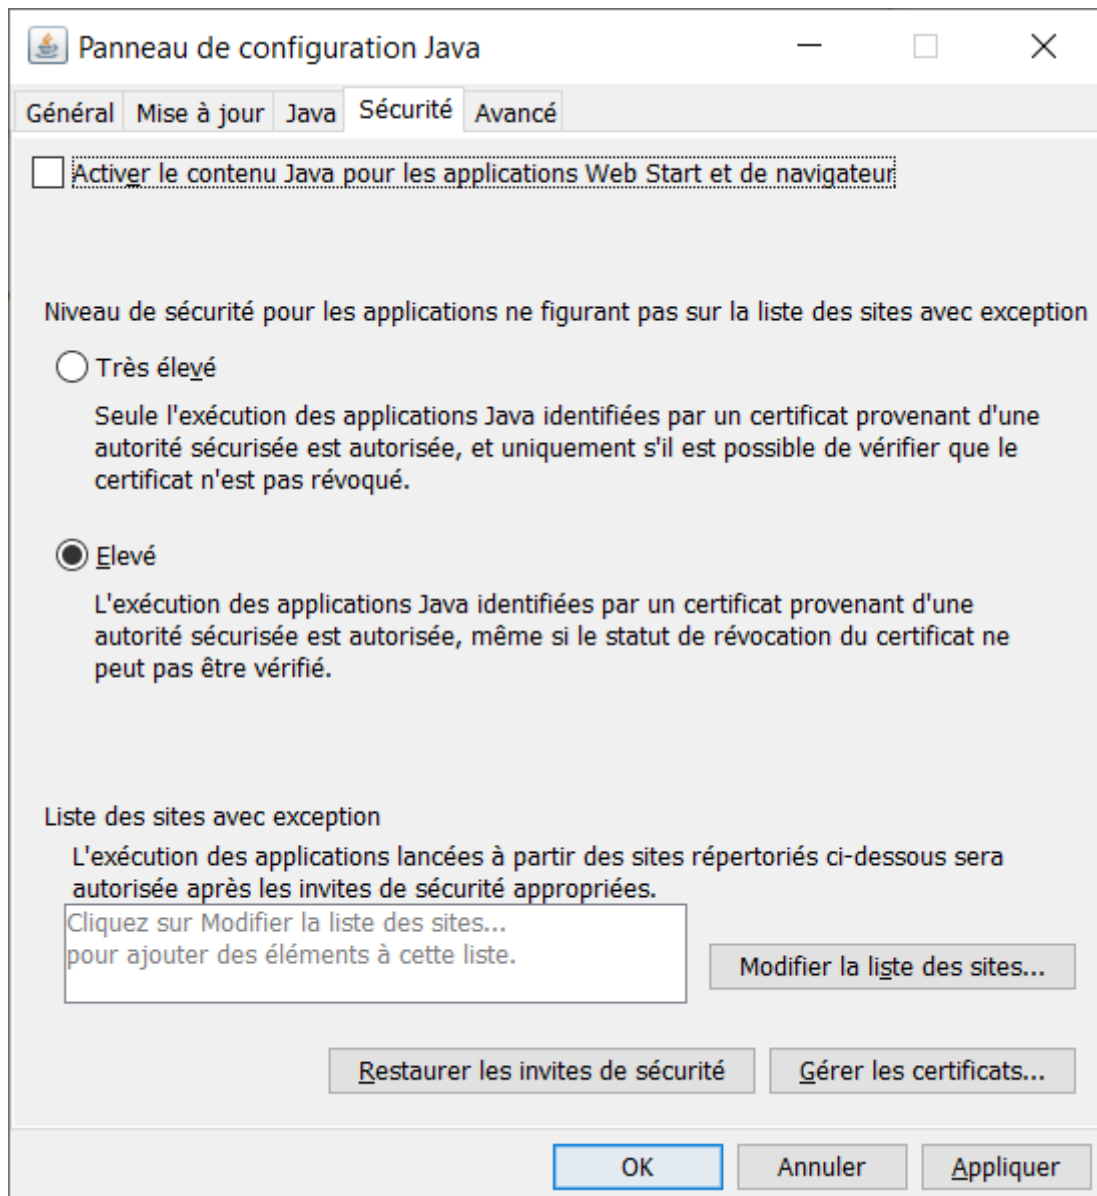 Panneau de configuration Java
Général Mise à jour Java Sécurité Avancé
Activer le contenu Java pour les applications Web Start et de navigateur
Niveau de sécurité pour les applications ne figurant pas sur la liste des sites avec exception
Très élevé
Seule l'exécution des applications Java identifiées par un certificat provenant d'une
autorité sécurisée est autorisée, et uniquement s'il est possible de vérifier que le
certificat n'est pas révoqué.
Elevé
L'exécution des applications Java identifiées par un certificat provenant d'une
autorité sécurisée est autorisée, même si le statut de révocation du certificat ne
peut pas être vérifié.
Liste des sites avec exception
L'exécution des applications lancées à partir des sites répertoriés ci-dessous sera
autorisée après les invites de sécurité appropriées.
Cliquez sur Modifier la liste des sites...
pour ajouter des éléments à cette liste.
Modifier la liste des sites...
Restaurer les invites de sécurité Gérer les certificats...
OK Annuler Appliquer